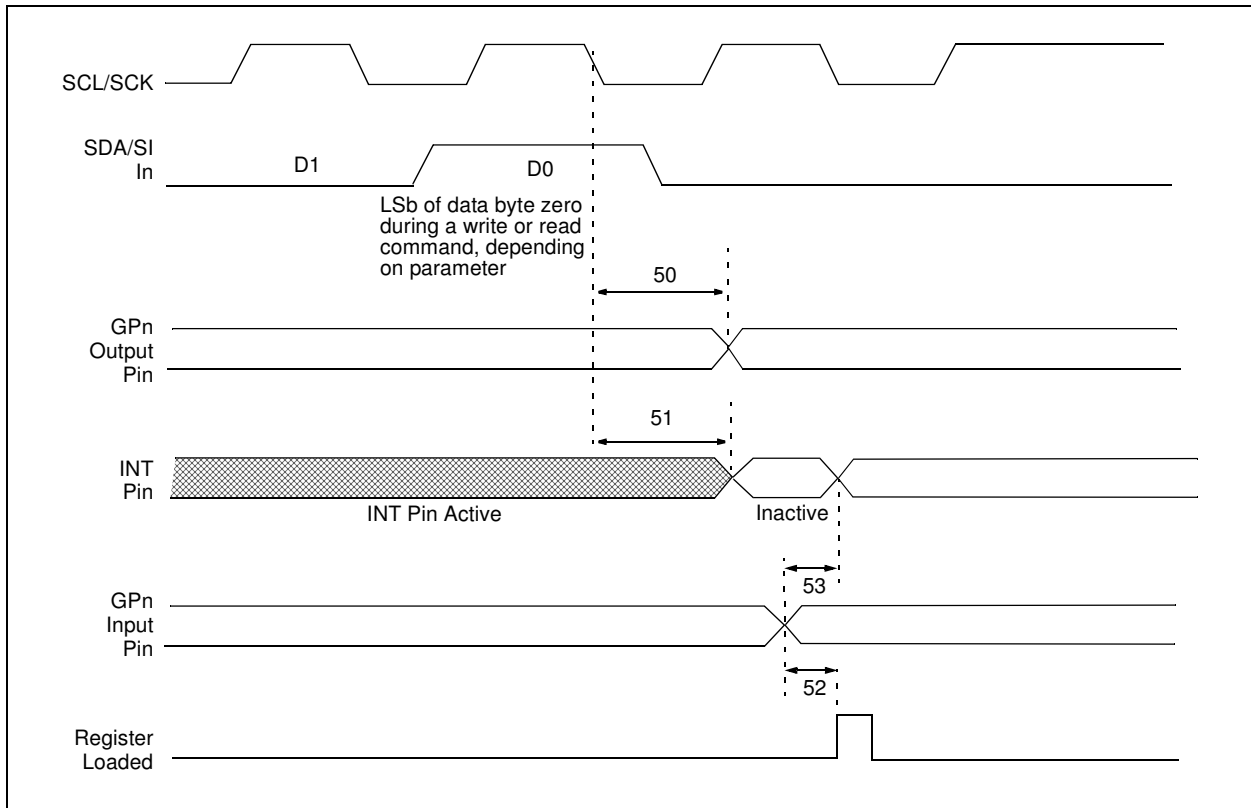 SCL/SCK
SDA/SI
In
D1
D0
LSb of data byte zero
during a write or read
command, depending
on parameter
50
GPn
Output
Pin
51
INT
Pin
INT Pin Active
Inactive
53
GPn
Input
Pin
52
Register
Loaded